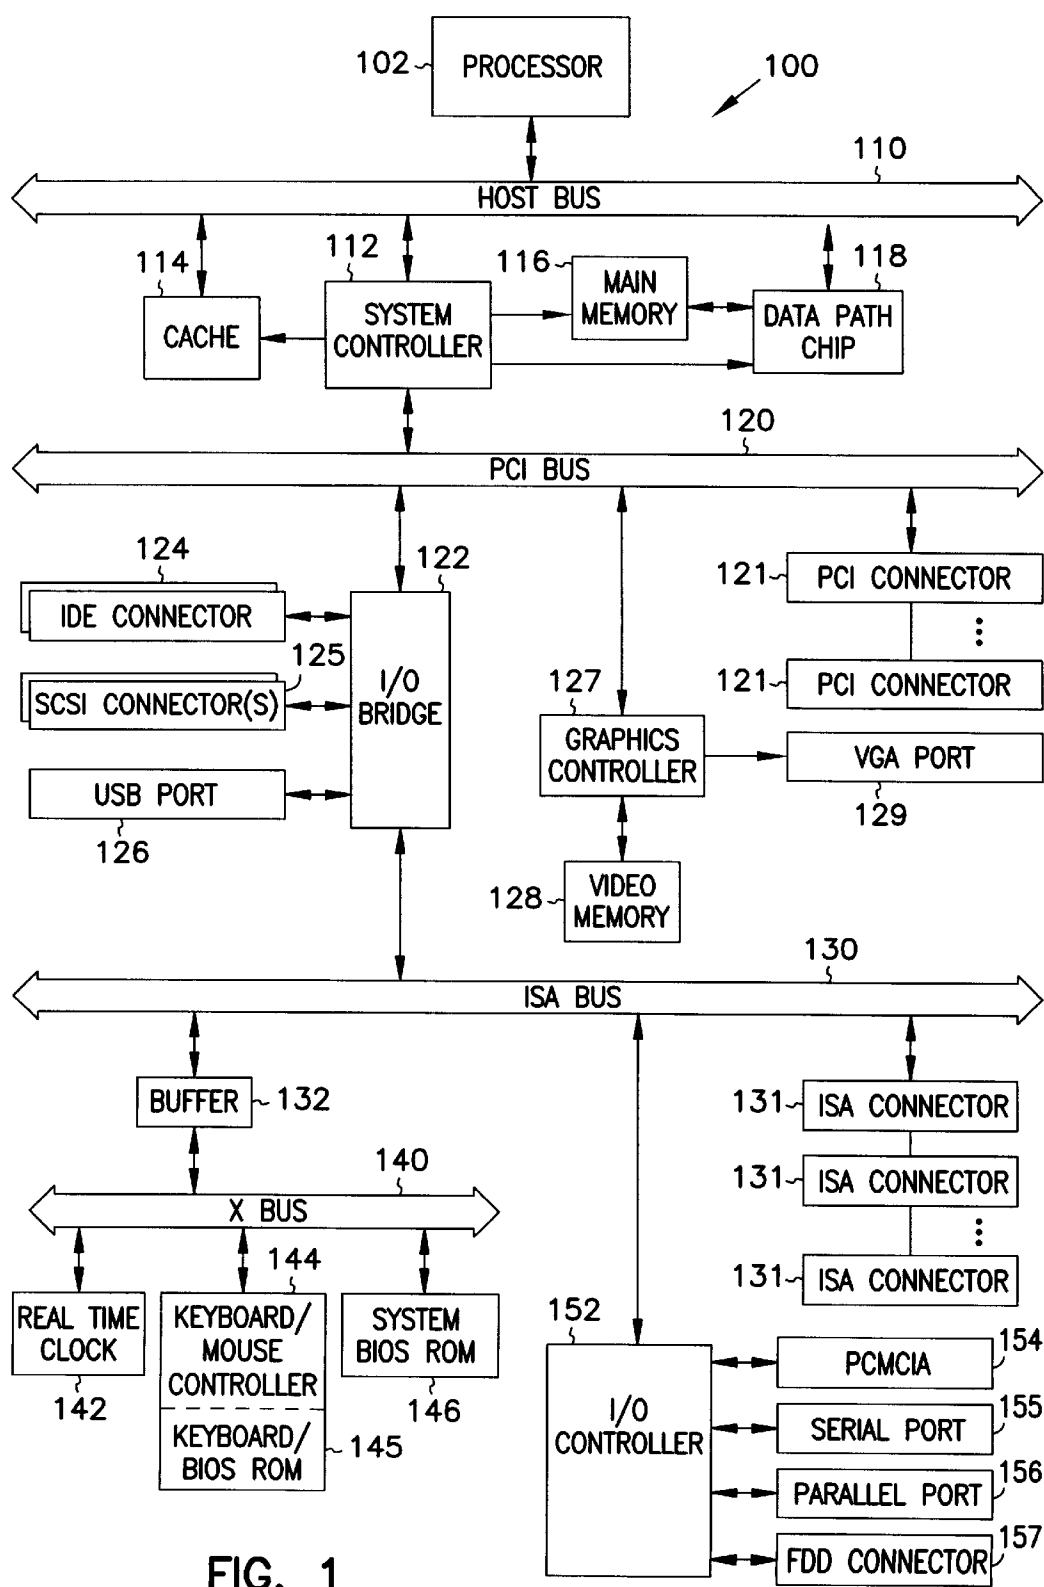 102
PROCESSOR
100
110
HOST BUS
114
112
116
118
CACHE
SYSTEM
CONTROLLER
MAIN
MEMORY
DATA PATH
CHIP
120
PCI BUS
124
122
121
PCI CONNECTOR
IDE CONNECTOR
125
SCSI CONNECTOR(S)
I/O
BRIDGE
127
121
PCI CONNECTOR
GRAPHICS
CONTROLLER
VGA PORT
129
USB PORT
126
128
VIDEO
MEMORY
130
ISA BUS
BUFFER
132
131
ISA CONNECTOR
140
131
ISA CONNECTOR
X BUS
144
131
ISA CONNECTOR
REAL TIME
CLOCK
142
KEYBOARD/
MOUSE
CONTROLLER
KEYBOARD/
BIOS ROM
145
SYSTEM
BIOS ROM
146
152
I/O
CONTROLLER
PCMCIA
154
SERIAL PORT
155
PARALLEL PORT
156
FDD CONNECTOR
157
FIG. 1